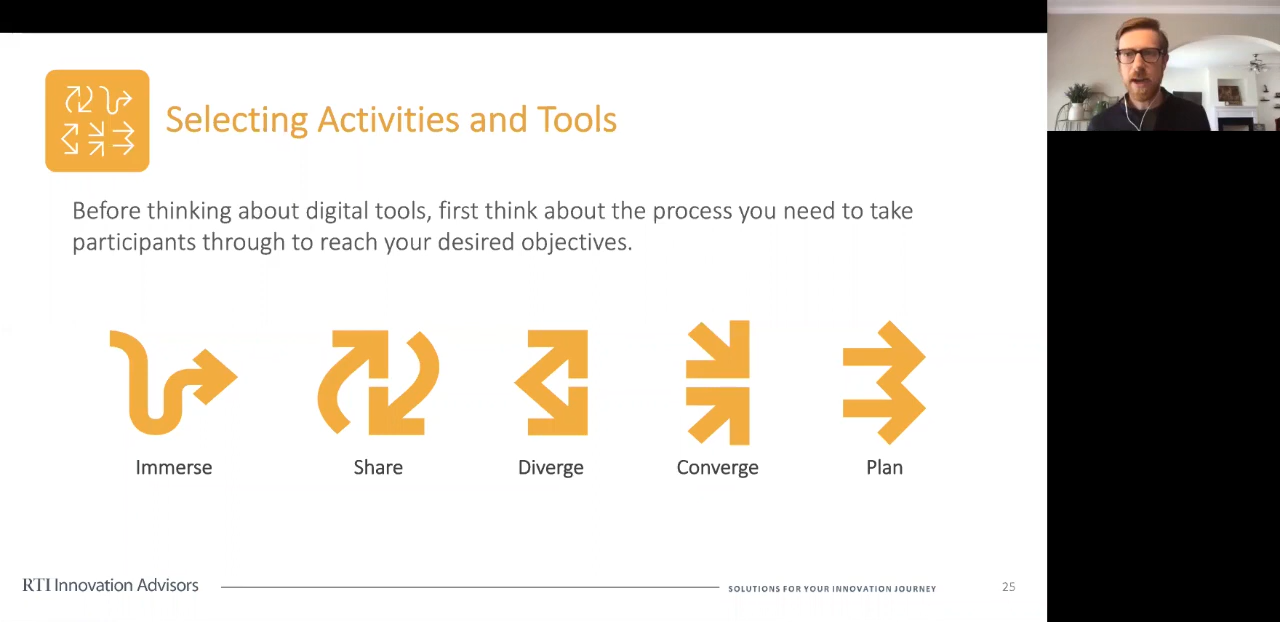 Selecting Activities and Tools
Before thinking about digital tools, first think about the process you need to take
participants through to reach your desired objectives.
Immerse
Share
Diverge
Converge
Plan
RTI Innovation Advisors
SOLUTIONS FOR YOUR INNOVATION JOURNEY
25